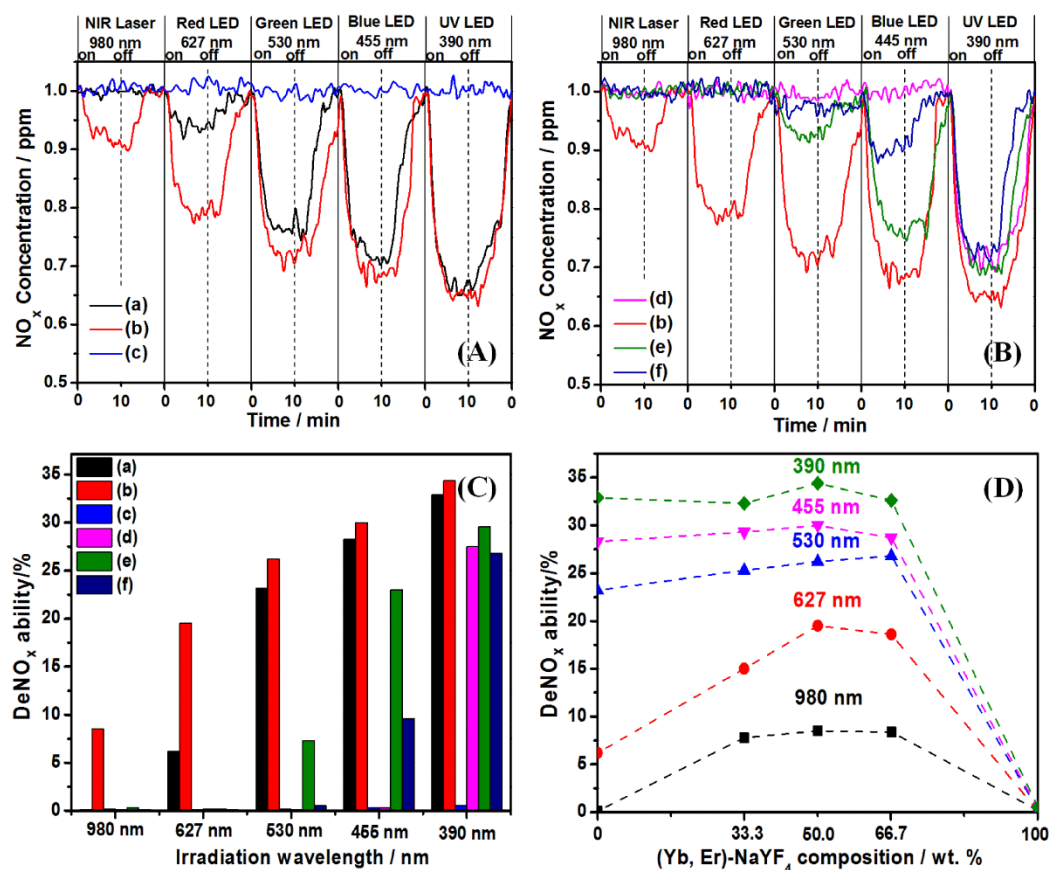 NIR Laser Red LED Green LED Blue LED UV LED
980 nm 627 nm 530 nm 455 nm 390 nm
on off on off on off on off on off
1.0
0.9
0.8
0.7
0.6
0.5
NOx Concentration / ppm
(a)
(b)
(c)
(A)
0 10 0 10 0 10 0 10 0 10 0
Time / min
NIR Laser Red LED Green LED Blue LED UV LED
980 nm 627 nm 530 nm 445 nm 390 nm
on off on off on off on off on off
1.0
0.9
0.8
0.7
0.6
0.5
NOx Concentration / ppm
(d)
(b)
(e)
(f)
(B)
0 10 0 10 0 10 0 10 0 10 0
Time / min
35
30
25
20
15
10
5
0
DeNOx ability/%
(a)
(b)
(c)
(d)
(e)
(f)
(C)
980 nm 627 nm 530 nm 455 nm 390 nm
Irradiation wavelength / nm
35
30
25
20
15
10
5
0
DeNOx ability/%
(D)
390 nm
455 nm
530 nm
627 nm
980 nm
0 33.3 50.0 66.7 100
(Yb, Er)-NaYF4 composition / wt. %